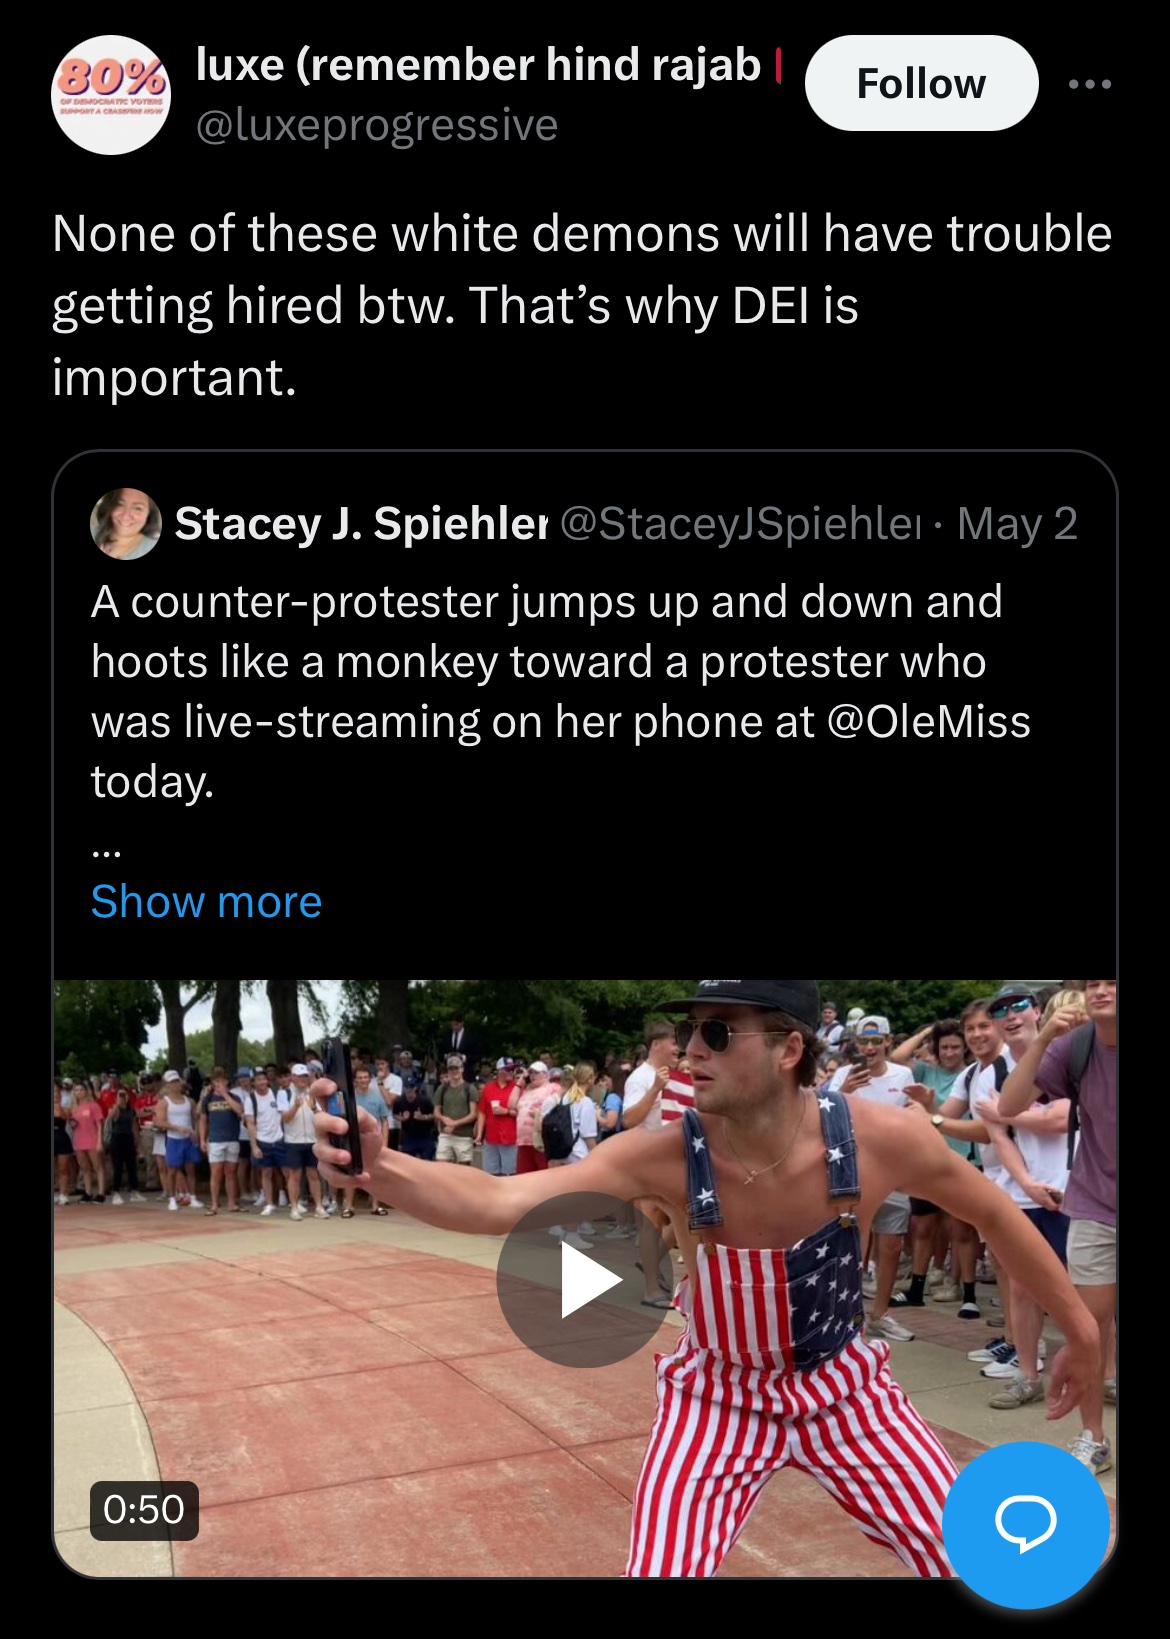 80%
OF DEMOCRATIC VOTERS
SUPPORT A CEASEFIRE NOW
luxe (remember hind rajab
@luxeprogressive
Follow
None of these white demons will have trouble
getting hired btw. That’s why DEI is
important.
Stacey J. Spiehler @StaceyJSpiehler · May 2
A counter-protester jumps up and down and
hoots like a monkey toward a protester who
was live-streaming on her phone at @OleMiss
today.
...
Show more
0:50